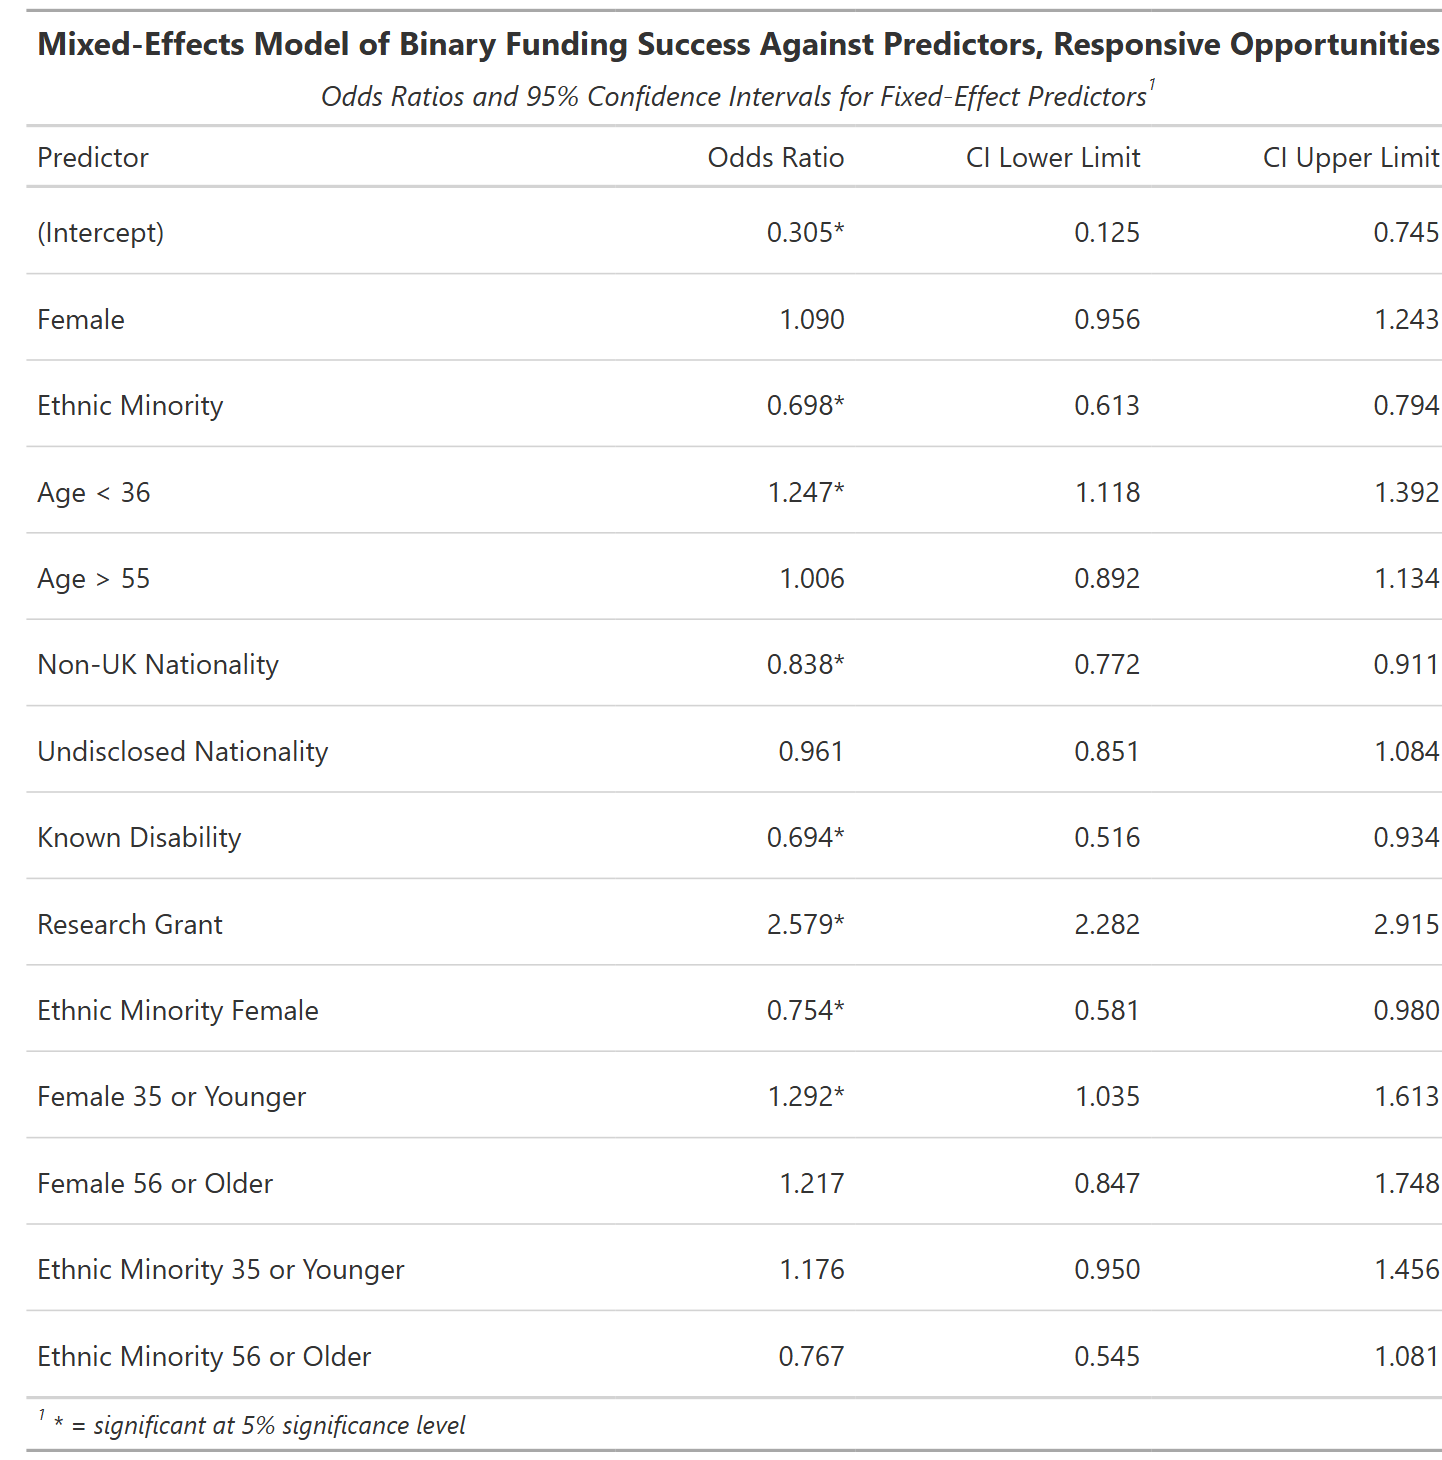 Mixed-Effects Model of Binary Funding Success Against Predictors, Responsive Opportunities
Odds Ratios and 95% Confidence Intervals for Fixed-Effect Predictors1
Predictor Odds Ratio CI Lower Limit CI Upper Limit
(Intercept) 0.305* 0.125 0.745
Female 1.090 0.956 1.243
Ethnic Minority 0.698* 0.613 0.794
Age < 36 1.247* 1.118 1.392
Age > 55 1.006 0.892 1.134
Non-UK Nationality 0.838* 0.772 0.911
Undisclosed Nationality 0.961 0.851 1.084
Known Disability 0.694* 0.516 0.934
Research Grant 2.579* 2.282 2.915
Ethnic Minority Female 0.754* 0.581 0.980
Female 35 or Younger 1.292* 1.035 1.613
Female 56 or Older 1.217 0.847 1.748
Ethnic Minority 35 or Younger 1.176 0.950 1.456
Ethnic Minority 56 or Older 0.767 0.545 1.081
1 * = significant at 5% significance level